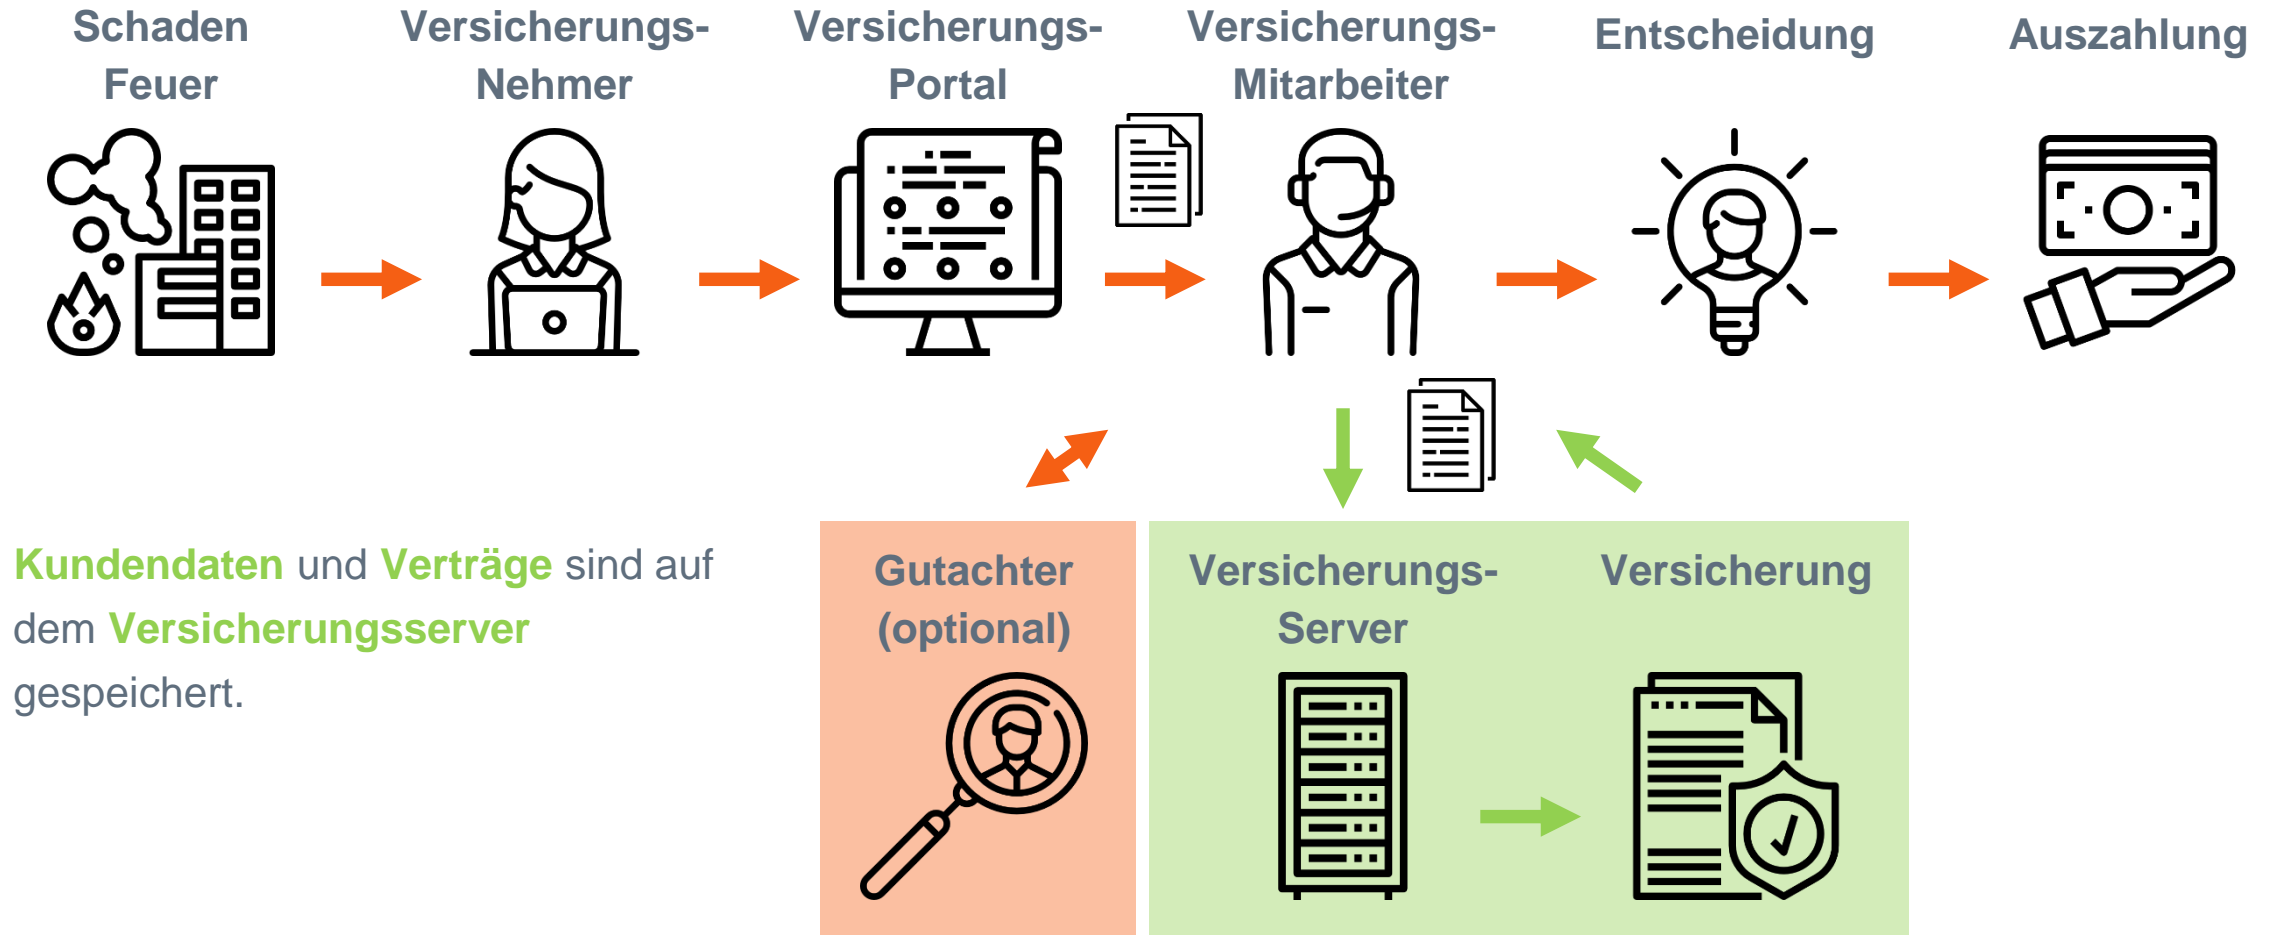 Schaden
Feuer
Versicherungs-
Nehmer
Versicherungs-
Portal
Versicherungs-
Mitarbeiter
Entscheidung
Auszahlung
Kundendaten und Verträge sind auf
dem Versicherungsserver
gespeichert.
Gutachter
(optional)
Versicherungs-
Server
Versicherung